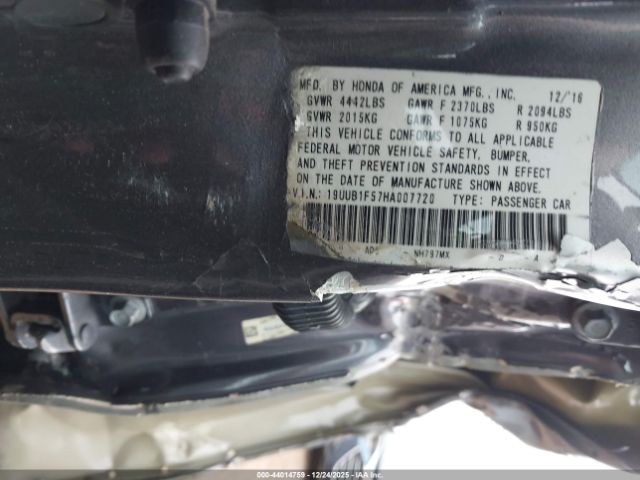 MFD. BY HONDA OF AMERICA MFG., INC. 12/'16
GVWR 4442LBS GAWR F 2370LBS R 2094LBS
GVWR 2015KG GAWR F 1075KG R 950KG
THIS VEHICLE CONFORMS TO ALL APPLICABLE
FEDERAL MOTOR VEHICLE SAFETY, BUMPER,
AND THEFT PREVENTION STANDARDS IN EFFECT
ON THE DATE OF MANUFACTURE SHOWN ABOVE.
V.I.N.: 19UUB1F57HA007720 TYPE: PASSENGER CAR
NH797MX
000-44014759 • 12/24/2025 • IAAI.COM